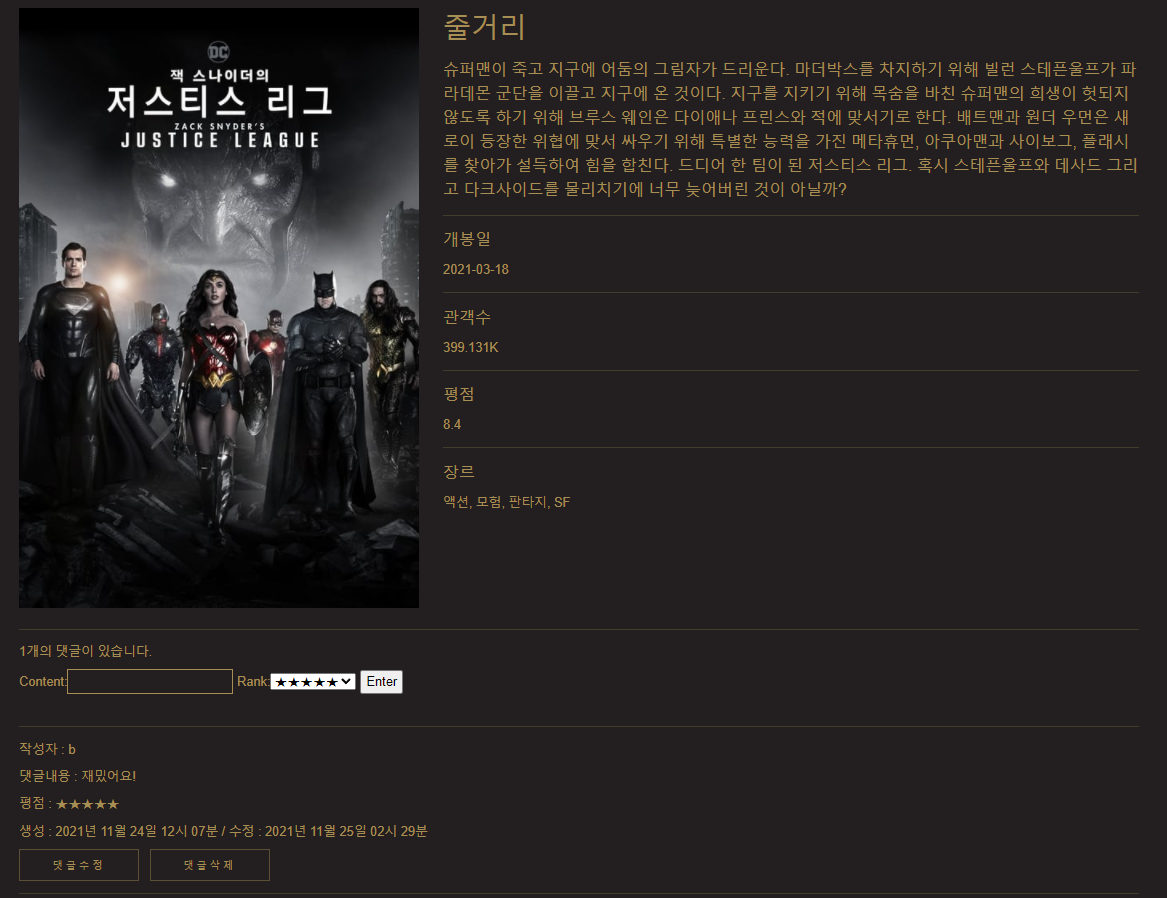 DC
잭 스나이더의
저스티스 리그
ZACK SNYDER'S
JUSTICE LEAGUE
줄거리
슈퍼맨이 죽고 지구에 어둠의 그림자가 드리운다. 마더박스를 차지하기 위해 빌런 스테픈울프가 파
라데몬 군단을 이끌고 지구에 온 것이다. 지구를 지키기 위해 목숨을 바친 슈퍼맨의 희생이 헛되지
않도록 하기 위해 브루스 웨인은 다이애나 프린스와 적에 맞서기로 한다. 배트맨과 원더 우먼은 새
로이 등장한 위협에 맞서 싸우기 위해 특별한 능력을 가진 메타휴먼, 아쿠아맨과 사이보그, 플래시
를 찾아가 설득하여 힘을 합친다. 드디어 한 팀이 된 저스티스 리그. 혹시 스테픈울프와 데사드 그리
고 다크사이드를 물리치기에 너무 늦어버린 것이 아닐까?
개봉일
2021-03-18
관객수
399.131K
평점
8.4
장르
액션, 모험, 판타지, SF
1개의 댓글이 있습니다.
Content: Rank: ★★★★★ Enter
작성자 : b
댓글내용 : 재밌어요!
평점 : ★★★★★
생성 : 2021년 11월 24일 12시 07분 / 수정 : 2021년 11월 25일 02시 29분
댓글수정 댓글삭제